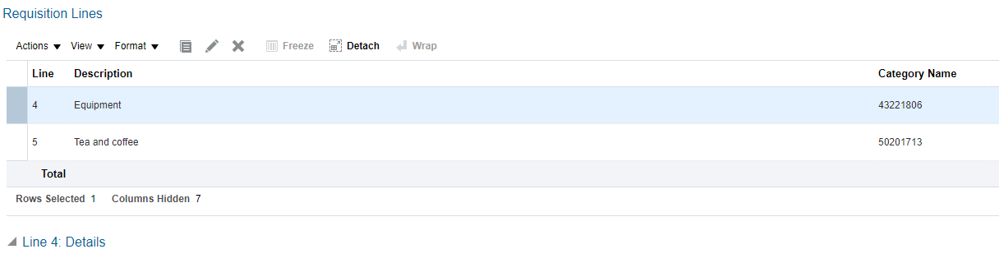 Requisition Lines
Actions View Format Freeze Detach Wrap
Line Description Category Name
4 Equipment 43221806
5 Tea and coffee 50201713
Total
Rows Selected 1 Columns Hidden 7
Line 4: Details